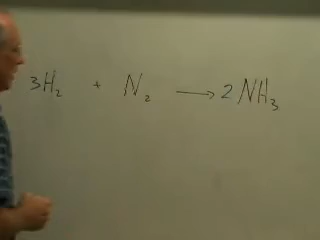 3H₂ + N₂ → 2NH₃